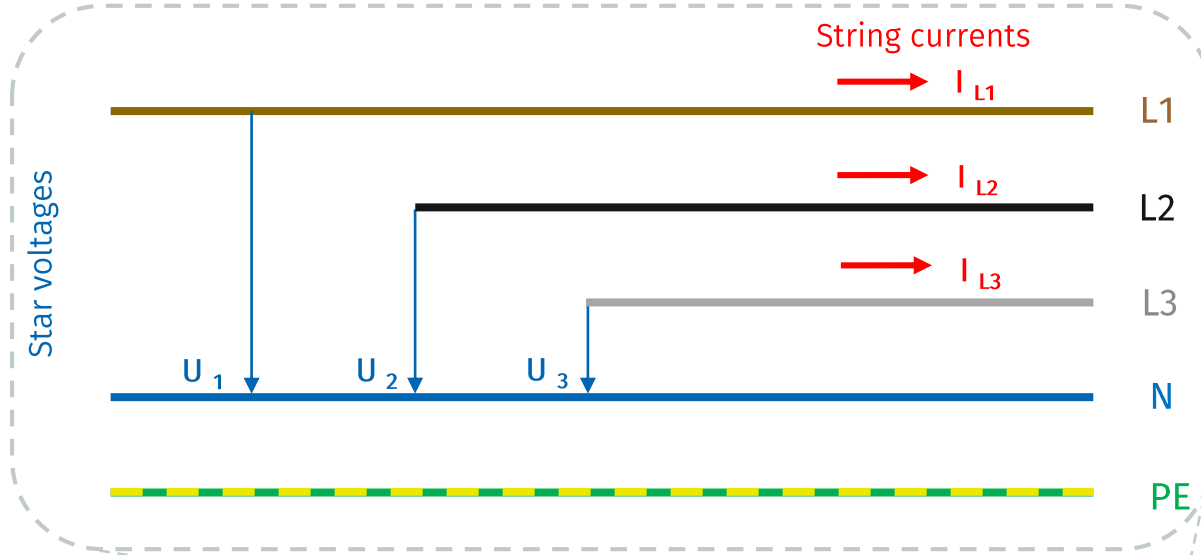 String currents
I L1
L1
I L2
L2
I L3
L3
Star voltages
U 1
U 2
U 3
N
PE